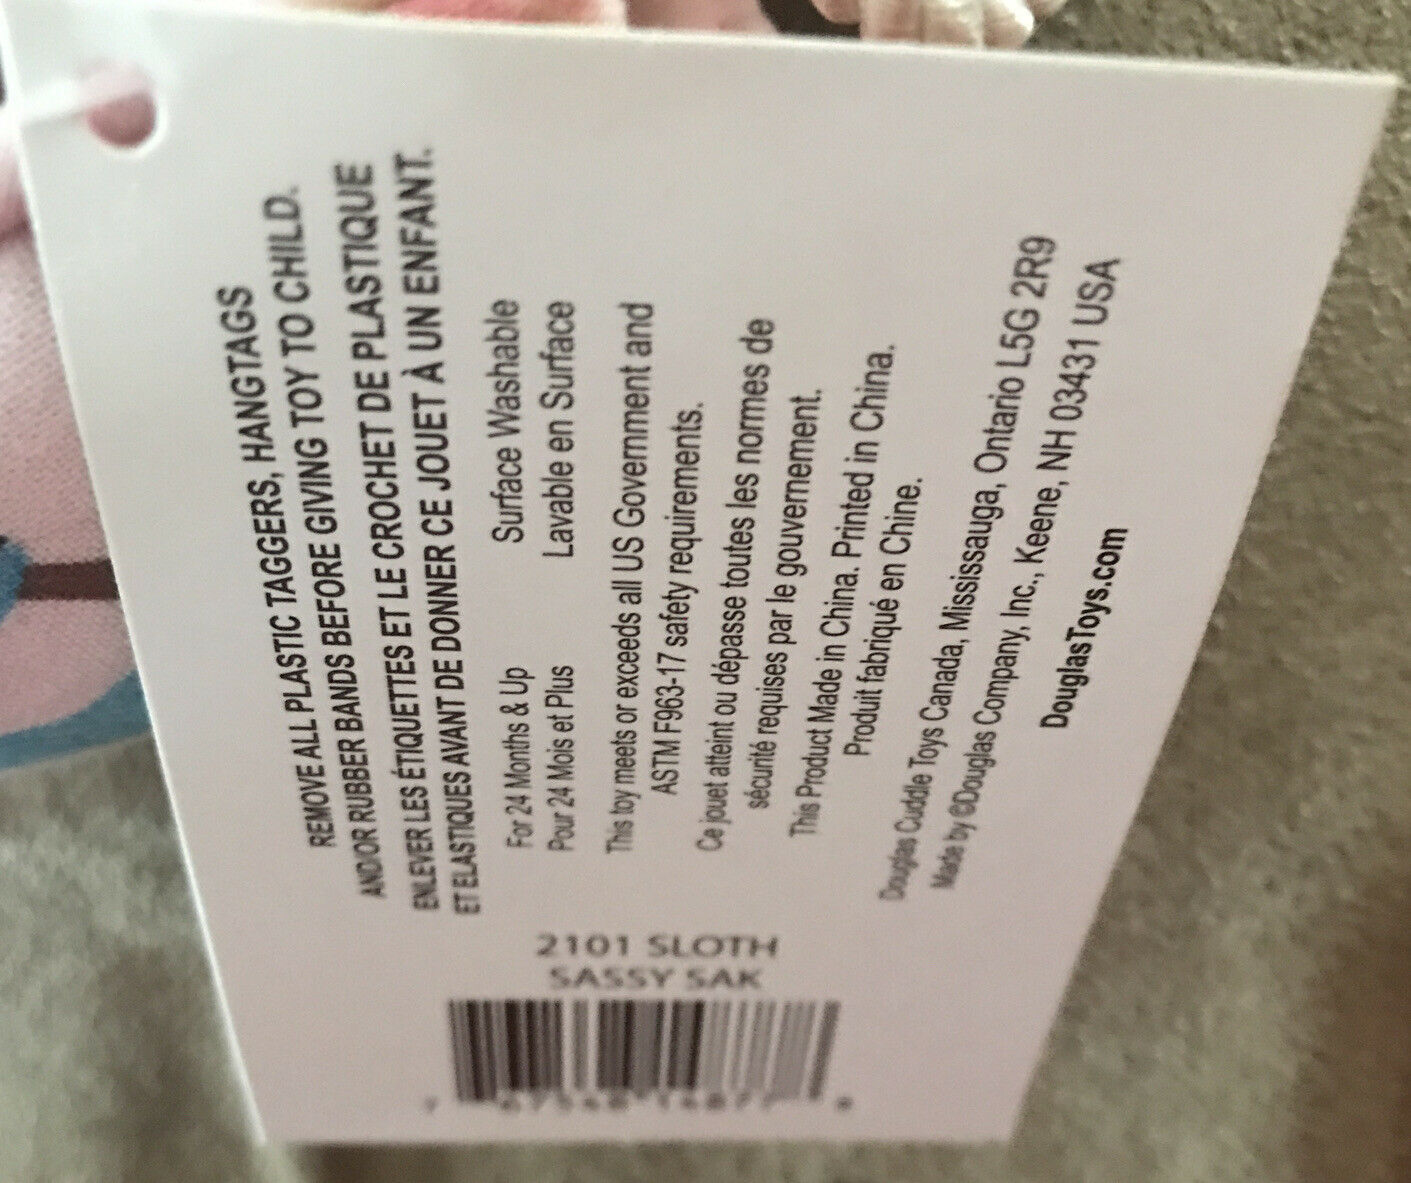 REMOVE ALL PLASTIC TAGGERS, HANGTAGS
AND/OR RUBBER BANDS BEFORE GIVING TOY TO CHILD.
ENLEVER LES ÉTIQUETTES ET LE CROCHET DE PLASTIQUE
ET ELASTIQUES AVANT DE DONNER CE JOUET À UN ENFANT.
For 24 Months & Up Surface Washable
Pour 24 Mois et Plus Lavable en Surface
This toy meets or exceeds all US Government and
ASTM F963-17 safety requirements.
Ce jouet atteint ou dépasse toutes les normes de
sécurité requises par le gouvernement.
This Product Made in China. Printed in China.
Produit fabriqué en Chine.
Douglas Cuddle Toys Canada, Mississauga, Ontario L5G 2R9
Made by ©Douglas Company, Inc., Keene, NH 03431 USA
DouglasToys.com
2101 SLOTH
SASSY SAK